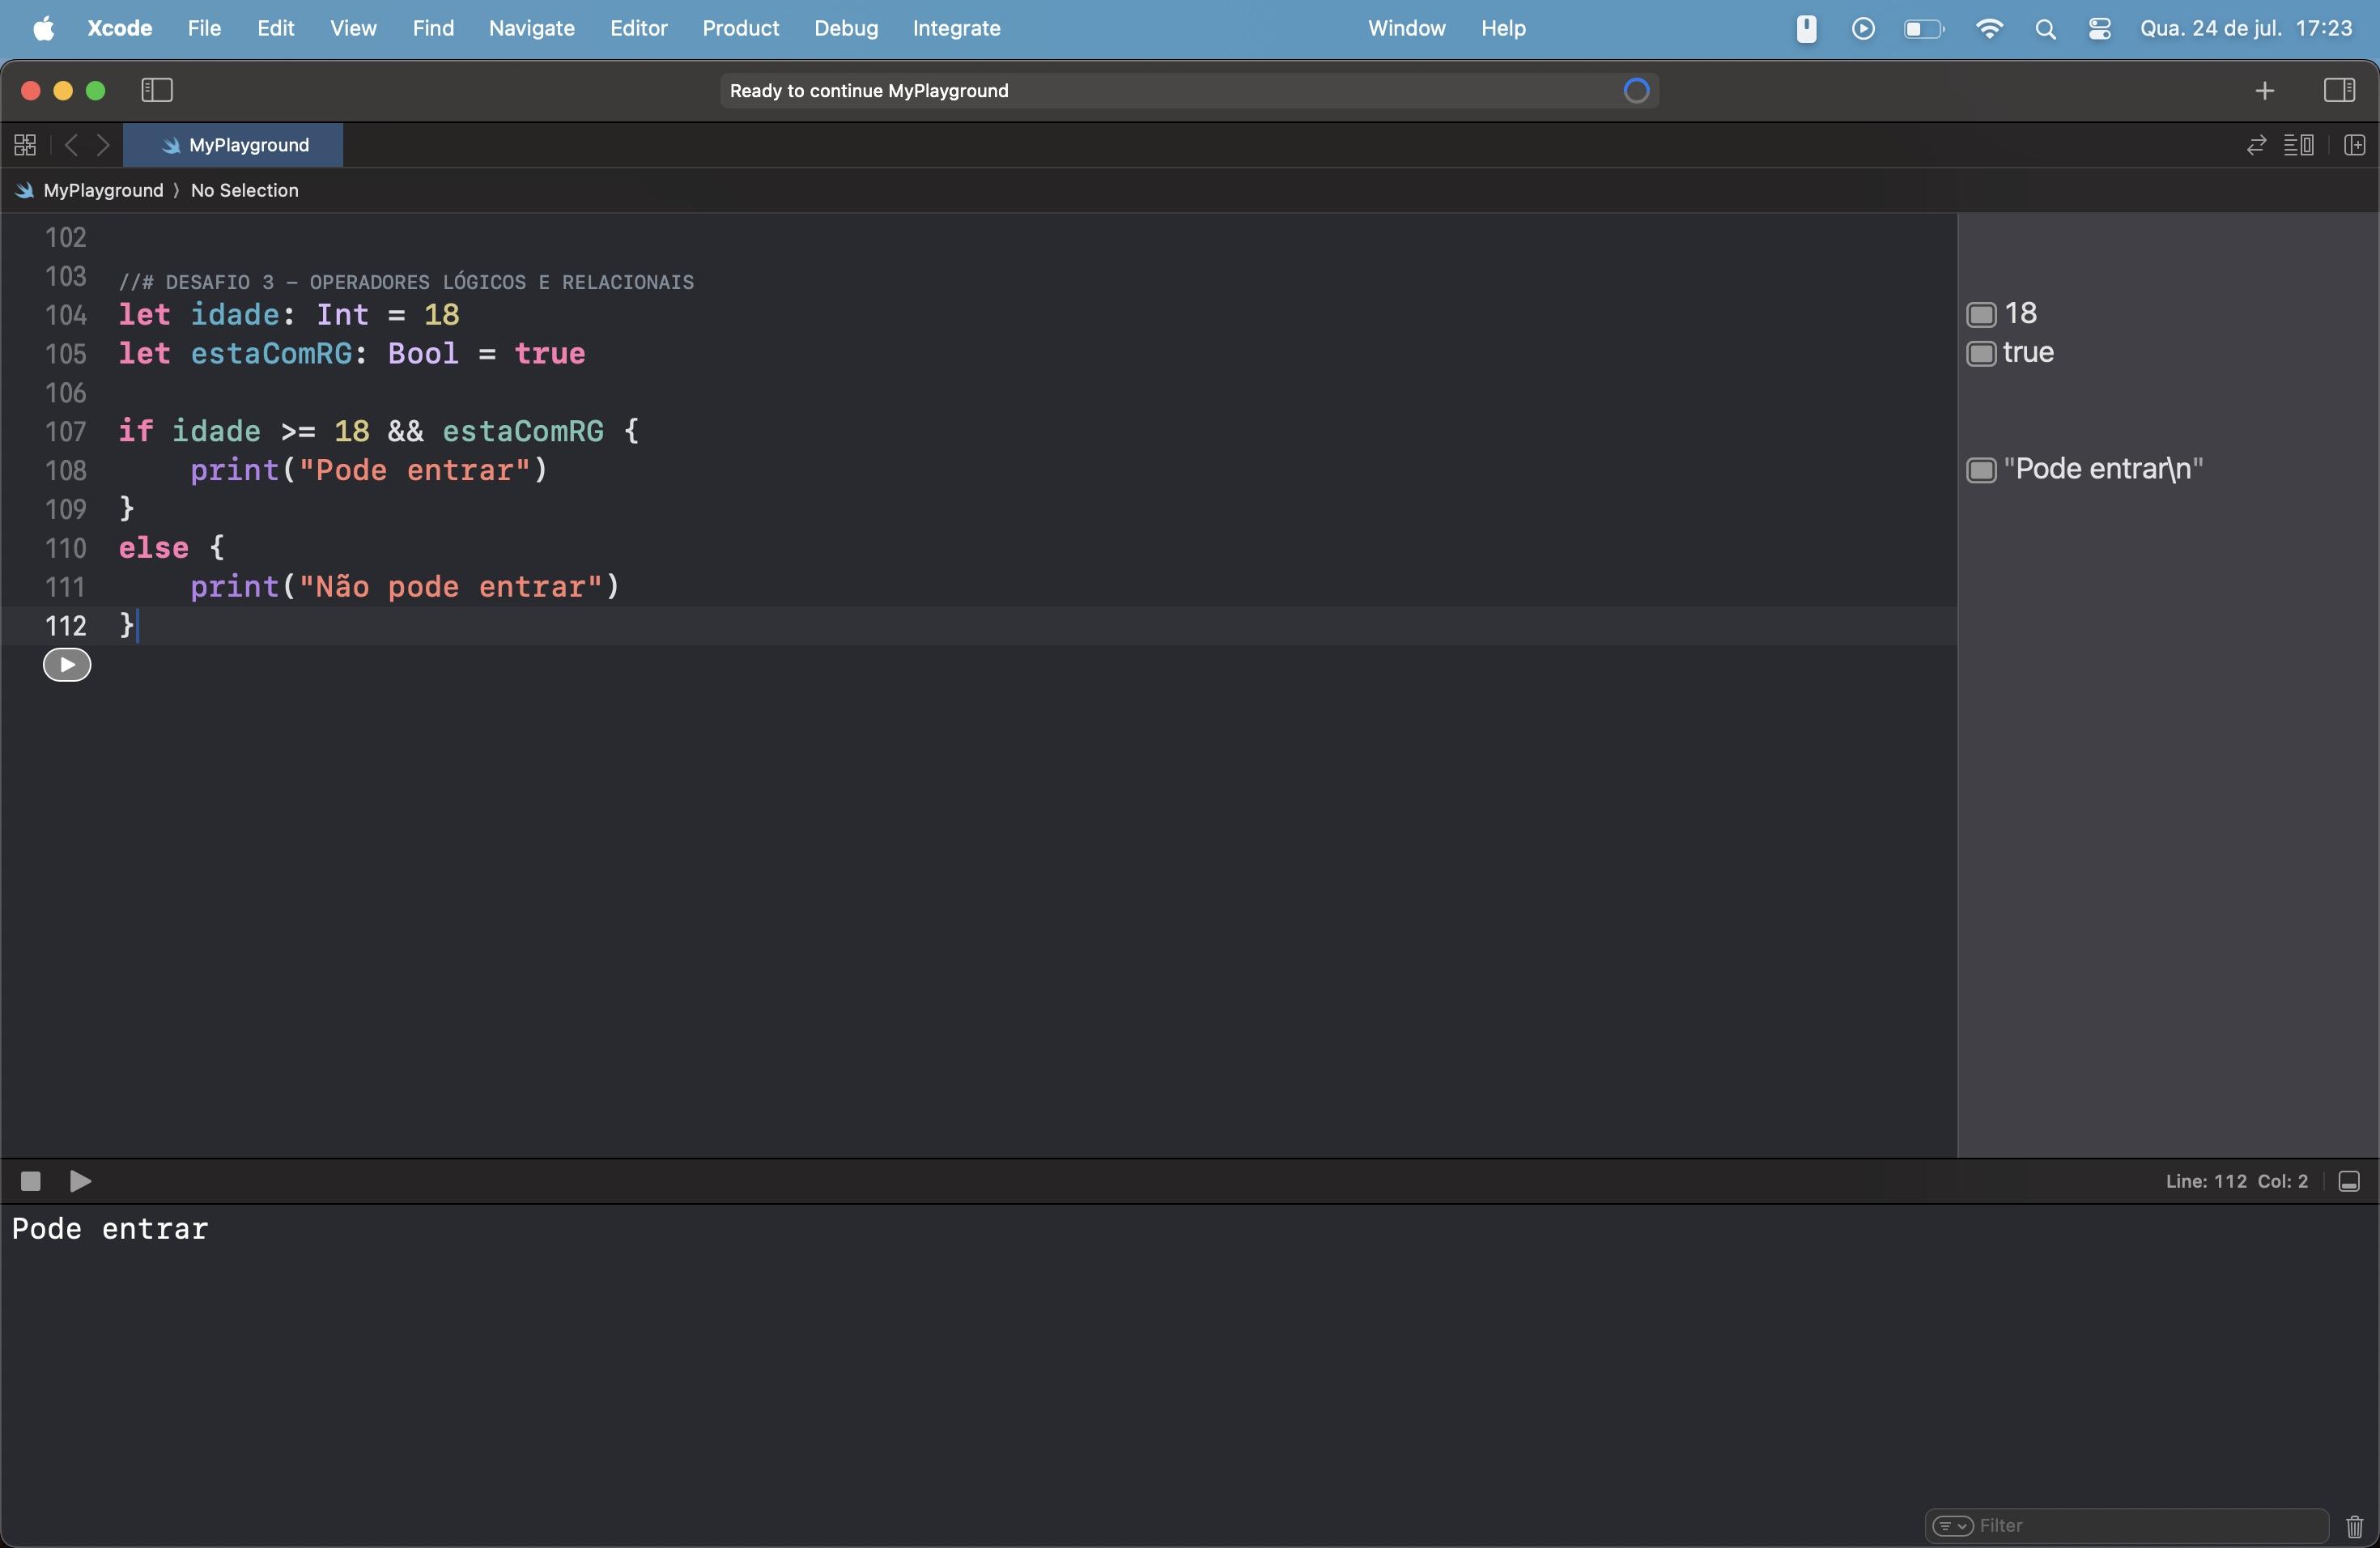 Xcode File Edit View Find Navigate Editor Product Debug Integrate Window Help Qua. 24 de jul. 17:23
Ready to continue MyPlayground
MyPlayground
MyPlayground ⟩ No Selection
102
103 //# DESAFIO 3 – OPERADORES LÓGICOS E RELACIONAIS
104 let idade: Int = 18
18
105 let estaComRG: Bool = true
true
106
107 if idade >= 18 && estaComRG {
108     print("Pode entrar")
"Pode entrar\n"
109 }
110 else {
111     print("Não pode entrar")
112 }
Line: 112 Col: 2
Pode entrar
Filter